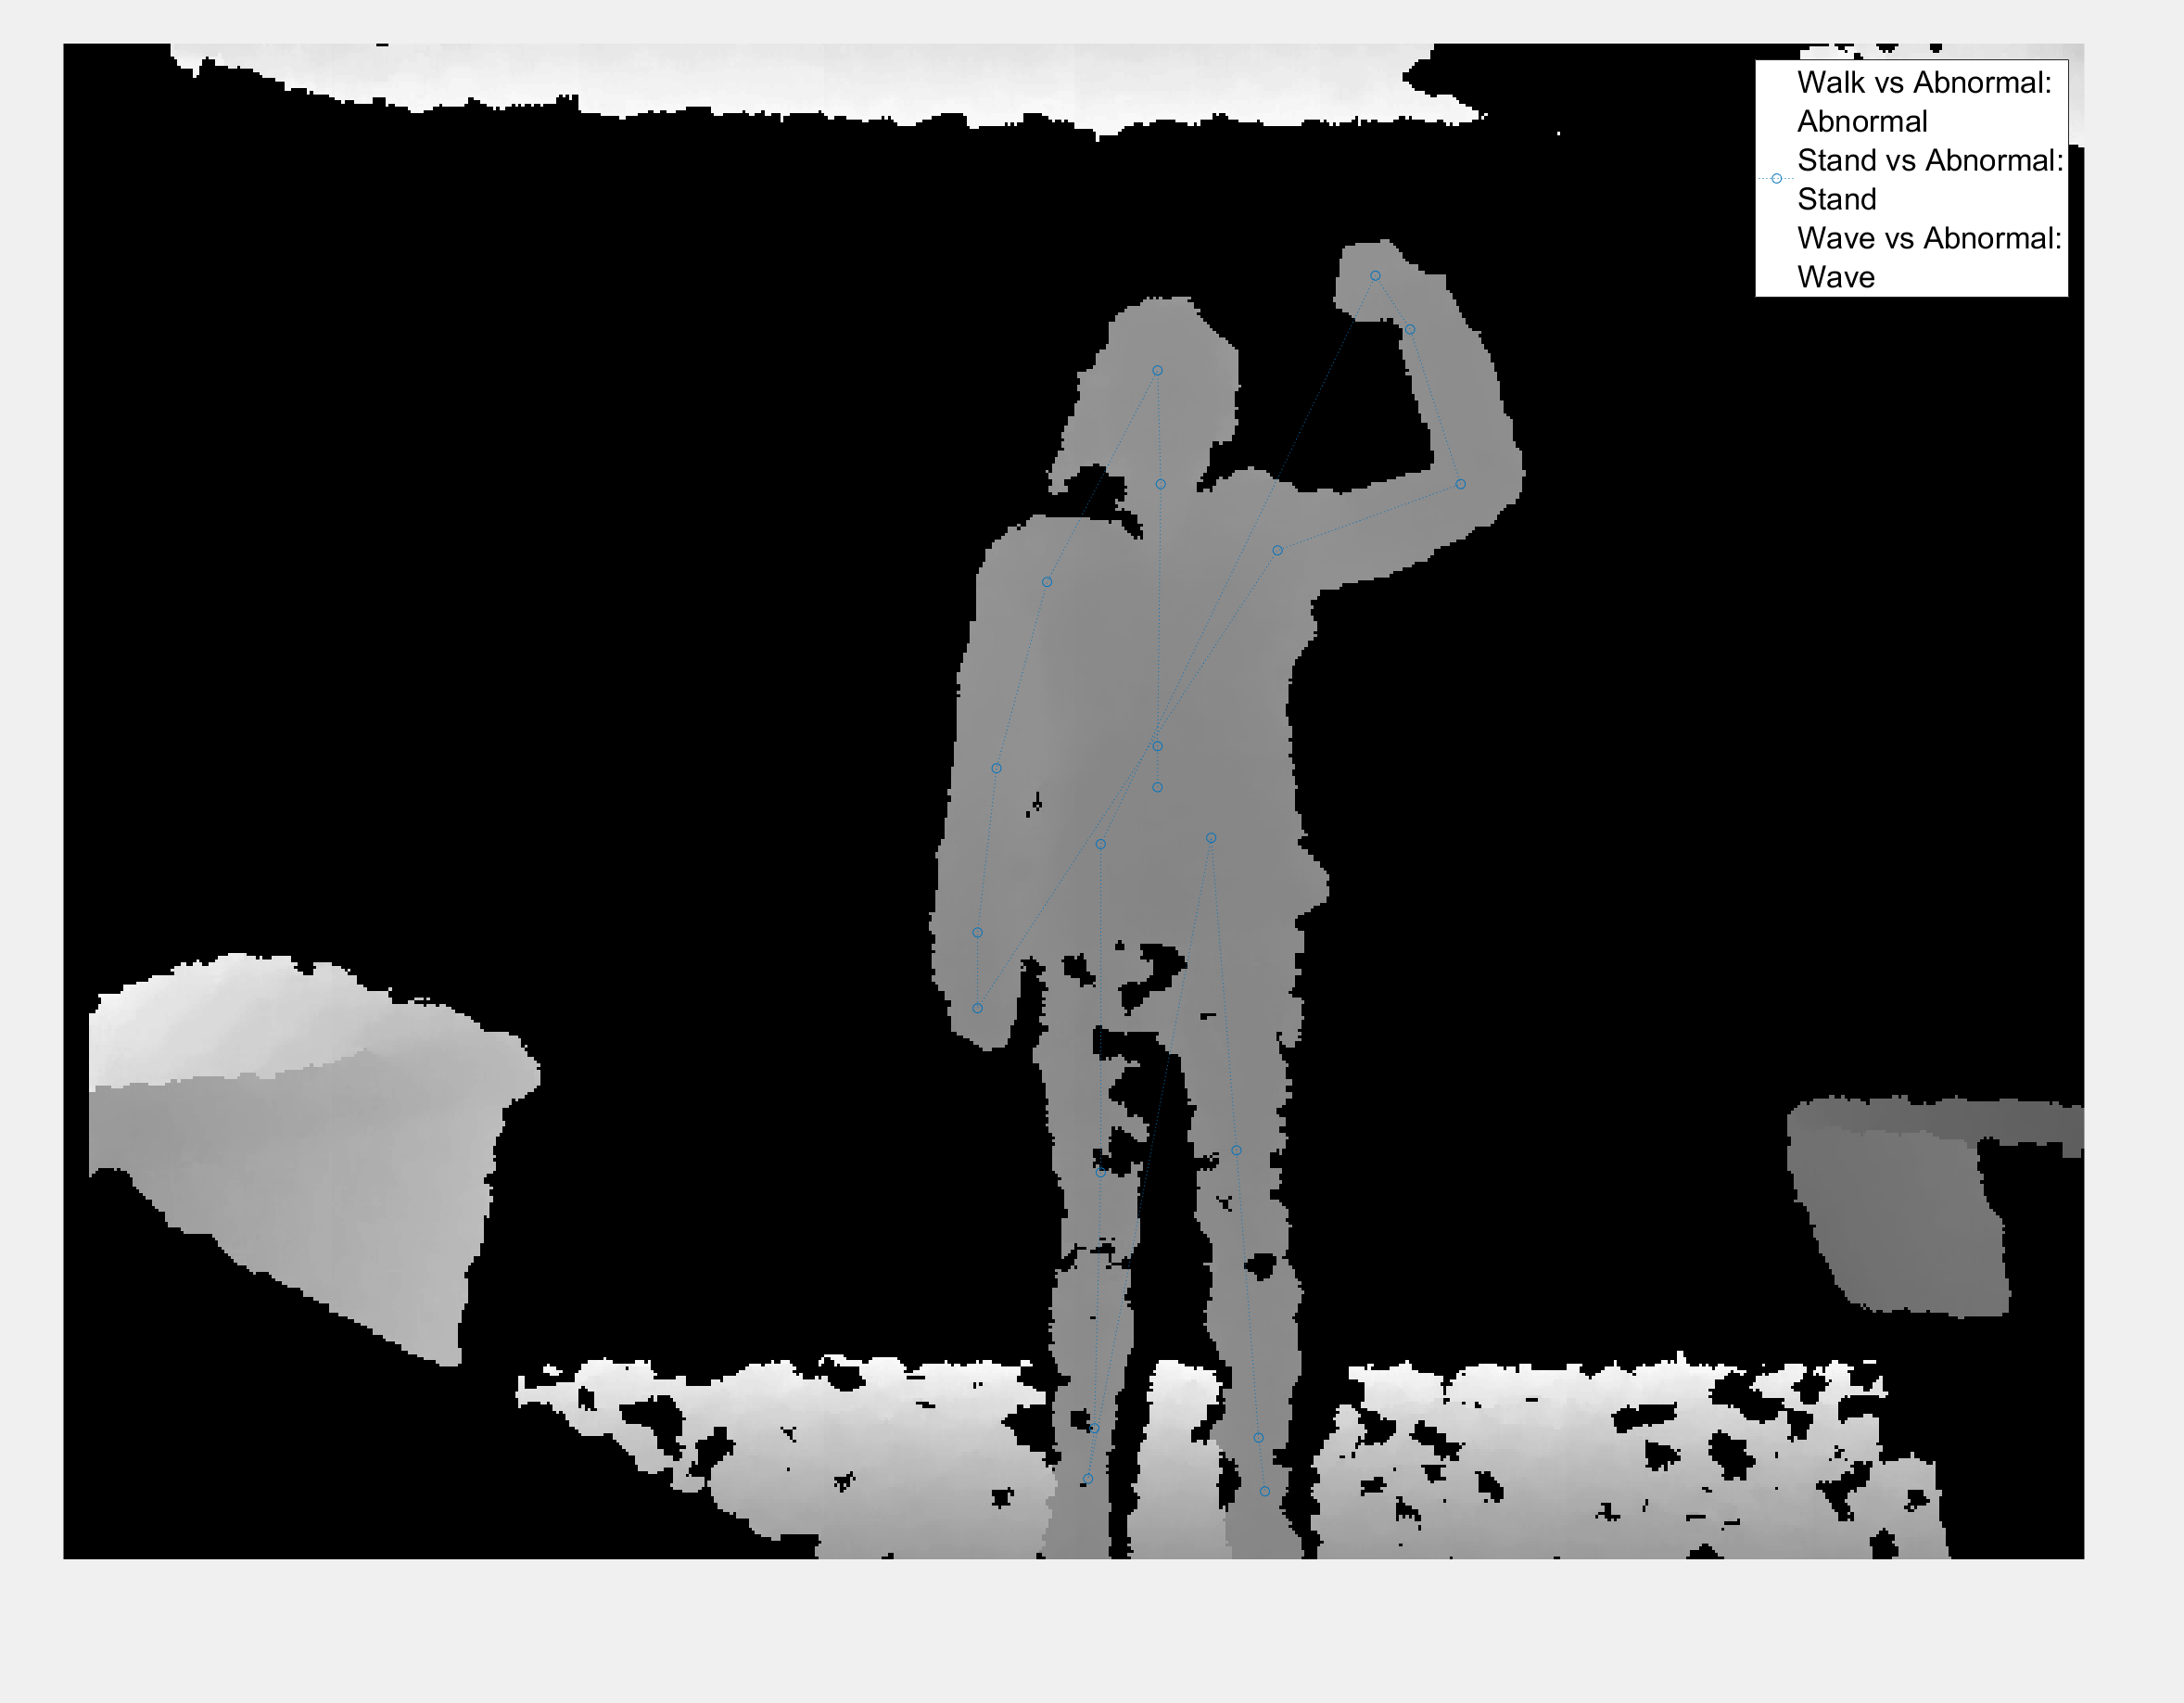 Walk vs Abnormal:
Abnormal
Stand vs Abnormal:
Stand
Wave vs Abnormal:
Wave